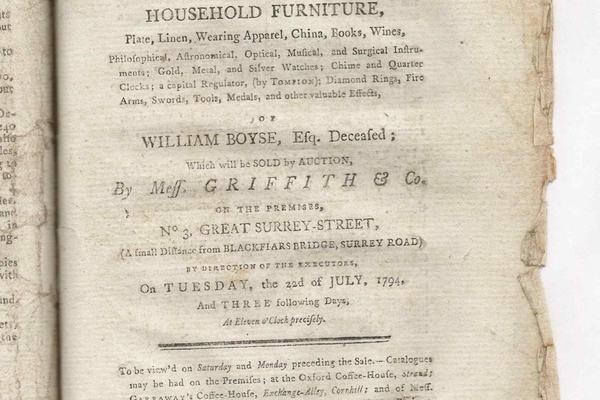 HOUSEHOLD FURNITURE,
Plate, Linen, Wearing Apparel, China, Books, Wines,
Philosophical, Astronomical, Optical, Musical, and Surgical Instru-
ments; Gold, Metal, and Silver Watches; Chime and Quarter
Clocks; a capital Regulator, (by TOMPION); Diamond Rings, Fire
Arms, Swords, Tools, Medals, and other valuable Effects,
OF
WILLIAM BOYSE, Esq. Deceased;
Which will be SOLD by AUCTION,
By Mess. GRIFFITH & Co.
ON THE PREMISES,
No 3, GREAT SURREY-STREET,
(A small Distance from BLACKFIARS BRIDGE, SURREY ROAD)
BY DIRECTION OF THE EXECUTORS,
On TUESDAY, the 22d of JULY, 1794,
And THREE following Days,
At Eleven o'Clock precisely.
To be view'd on Saturday and Monday preceding the Sale.—Catalogues
may be had on the Premises; at the Oxford Coffee-House, Strand;
GARRAWAY's Coffee-House, Exchange-Alley, Cornhill; and of Mess.